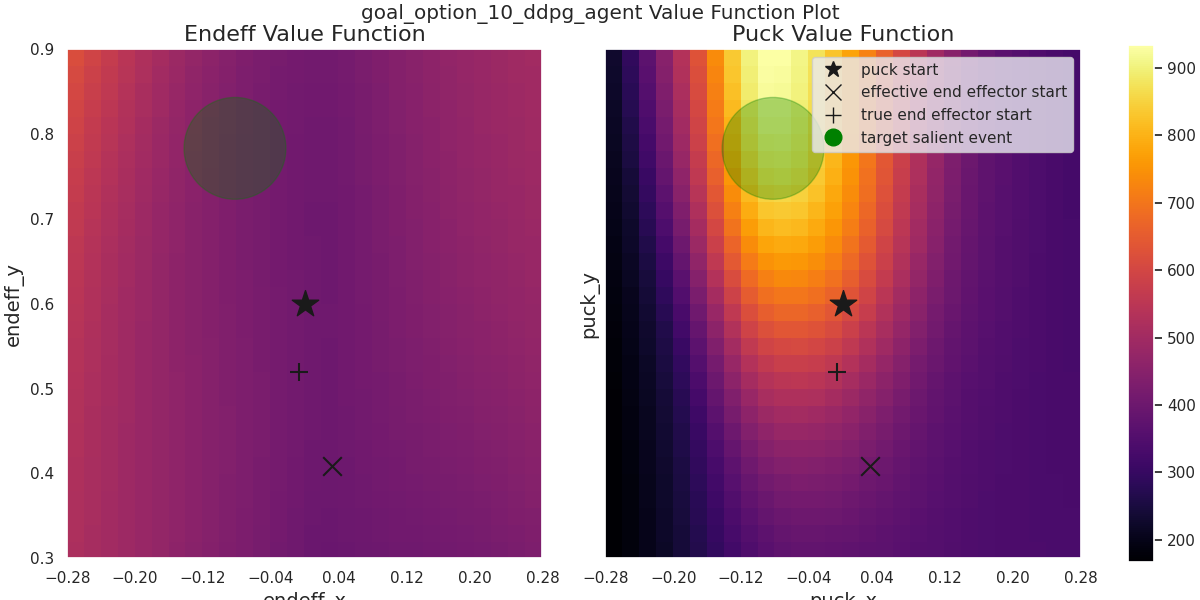 goal_option_10_ddpg_agent Value Function Plot
Endeff Value Function
Puck Value Function
puck start
effective end effector start
true end effector start
target salient event
endeff_y
0.9
0.8
0.7
0.6
0.5
0.4
0.3
−0.28 −0.20 −0.12 −0.04 0.04 0.12 0.20 0.28
endeff_x
puck_y
−0.28 −0.20 −0.12 −0.04 0.04 0.12 0.20 0.28
puck_x
900
800
700
600
500
400
300
200